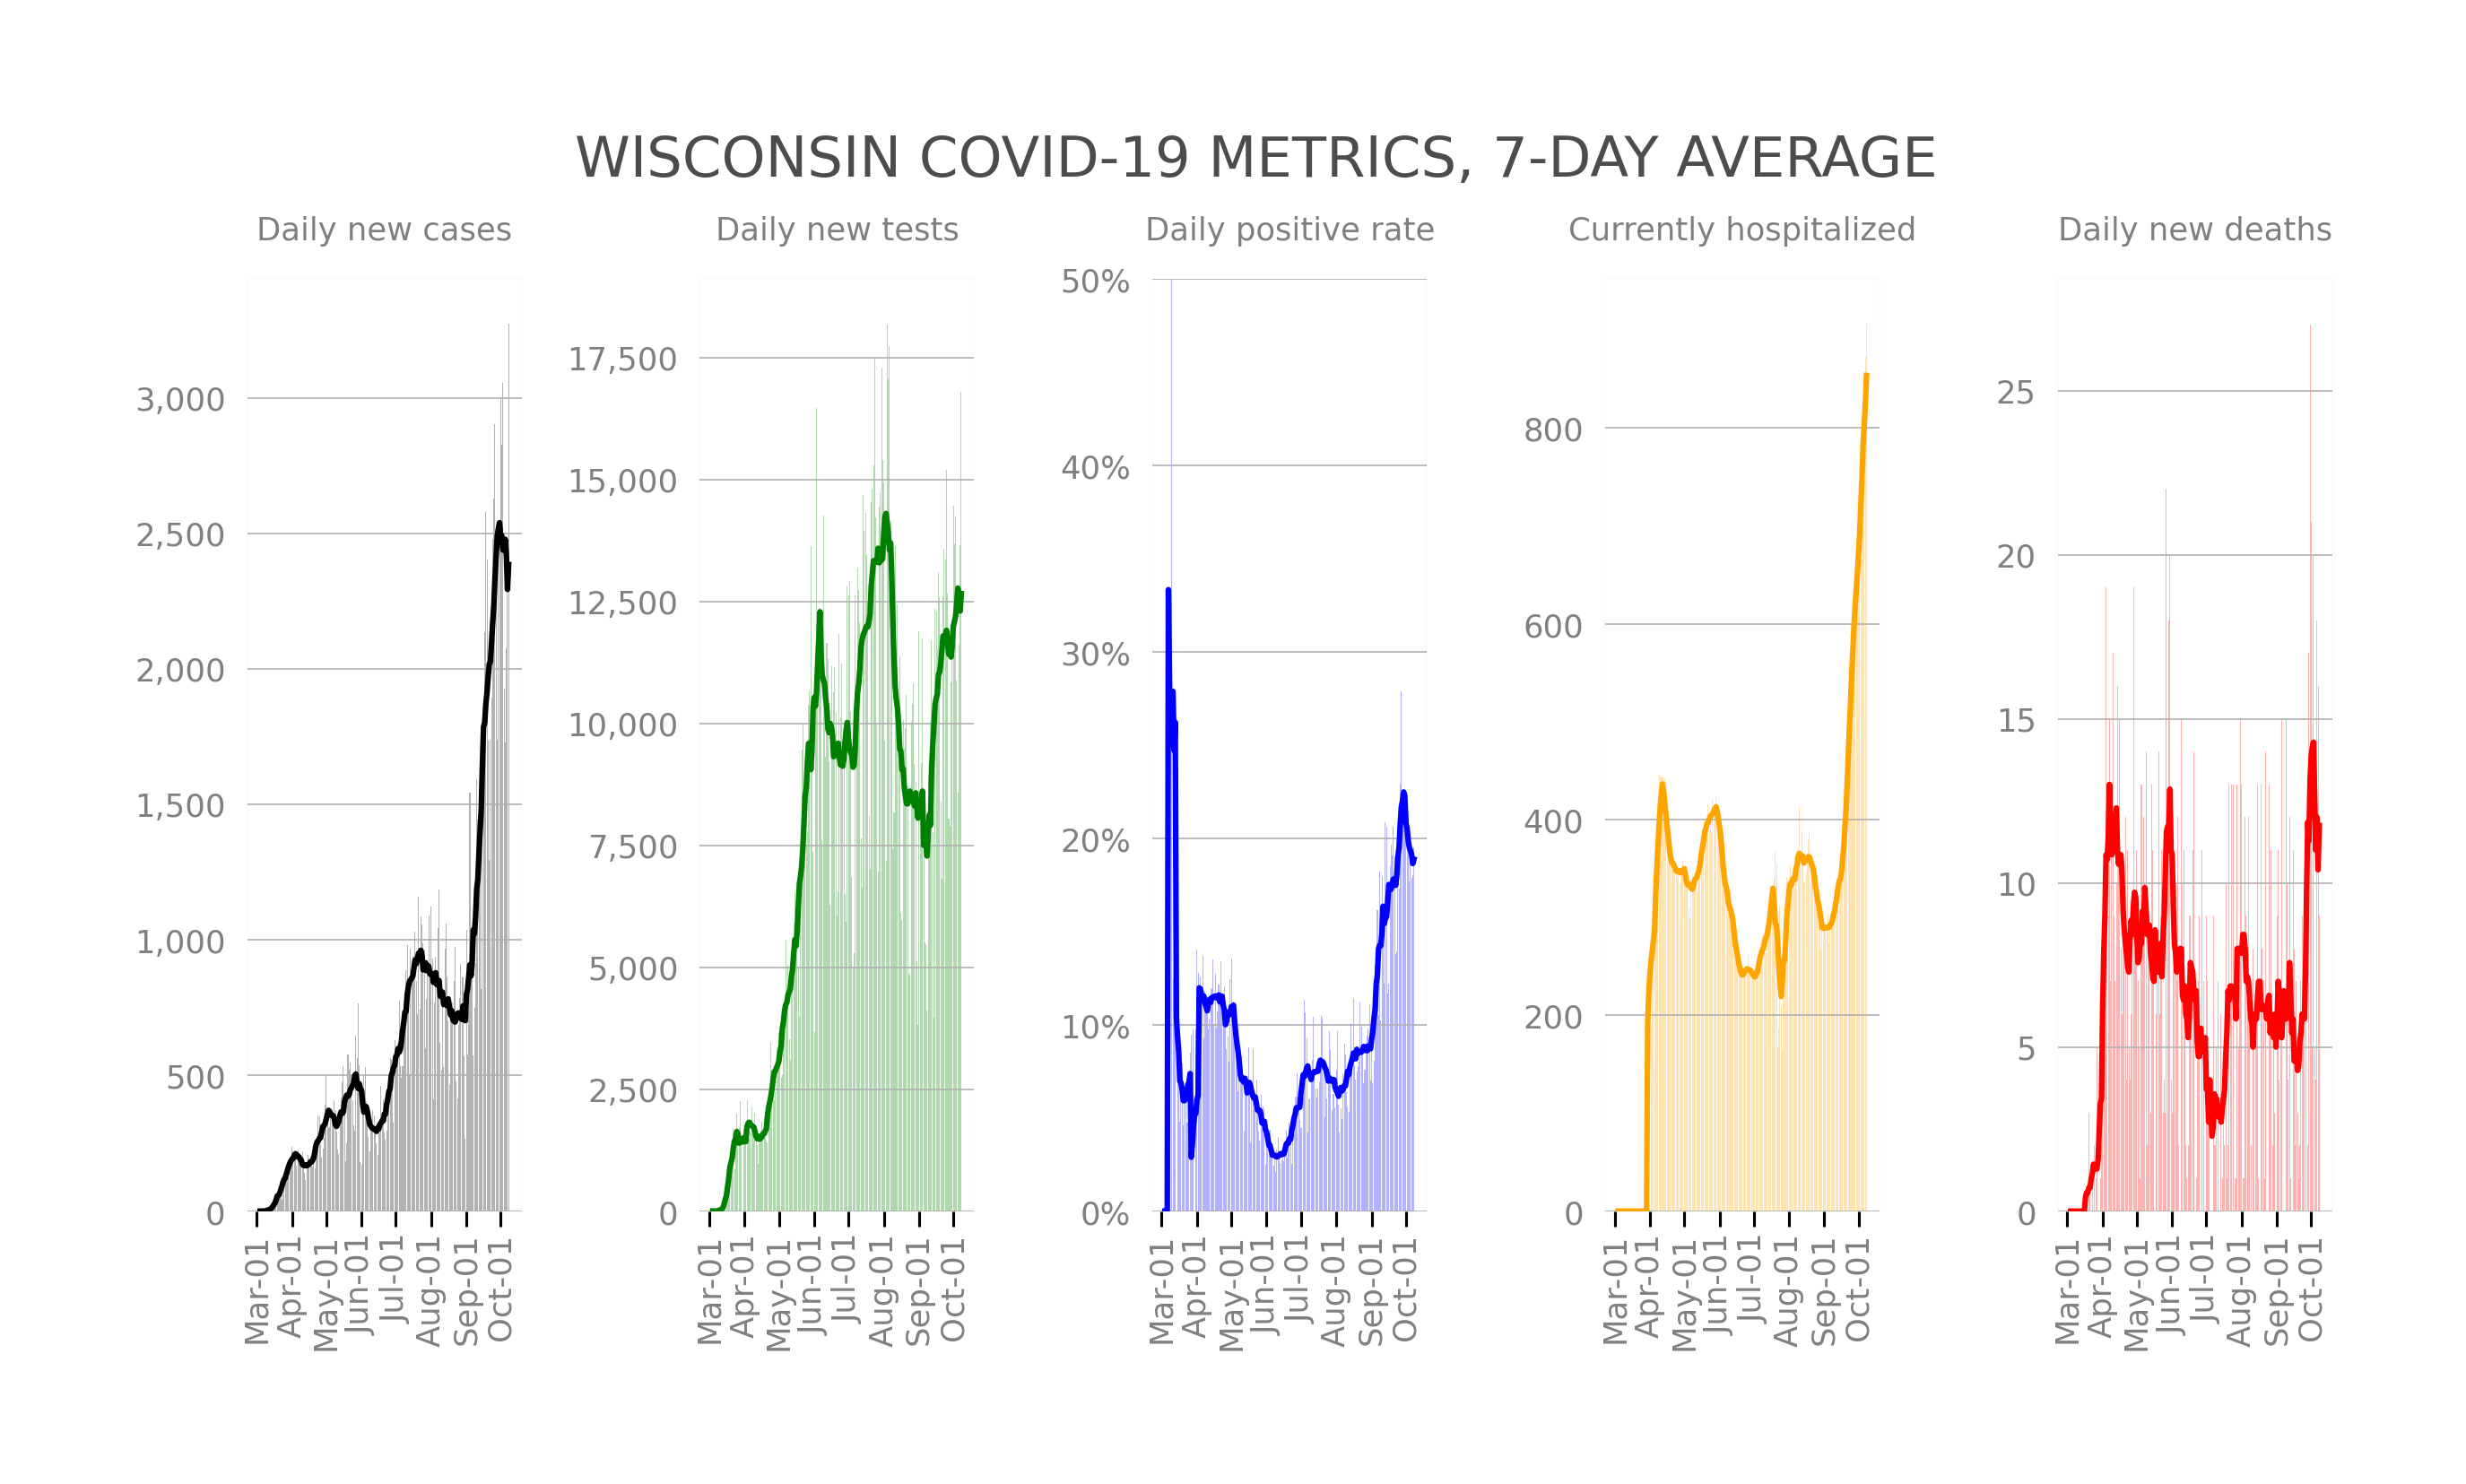 WISCONSIN COVID-19 METRICS, 7-DAY AVERAGE
Daily new cases
3,000
2,500
2,000
1,500
1,000
500
0
Mar-01
Apr-01
May-01
Jun-01
Jul-01
Aug-01
Sep-01
Oct-01
Daily new tests
17,500
15,000
12,500
10,000
7,500
5,000
2,500
0
Mar-01
Apr-01
May-01
Jun-01
Jul-01
Aug-01
Sep-01
Oct-01
Daily positive rate
50%
40%
30%
20%
10%
0%
Mar-01
Apr-01
May-01
Jun-01
Jul-01
Aug-01
Sep-01
Oct-01
Currently hospitalized
800
600
400
200
0
Mar-01
Apr-01
May-01
Jun-01
Jul-01
Aug-01
Sep-01
Oct-01
Daily new deaths
25
20
15
10
5
0
Mar-01
Apr-01
May-01
Jun-01
Jul-01
Aug-01
Sep-01
Oct-01